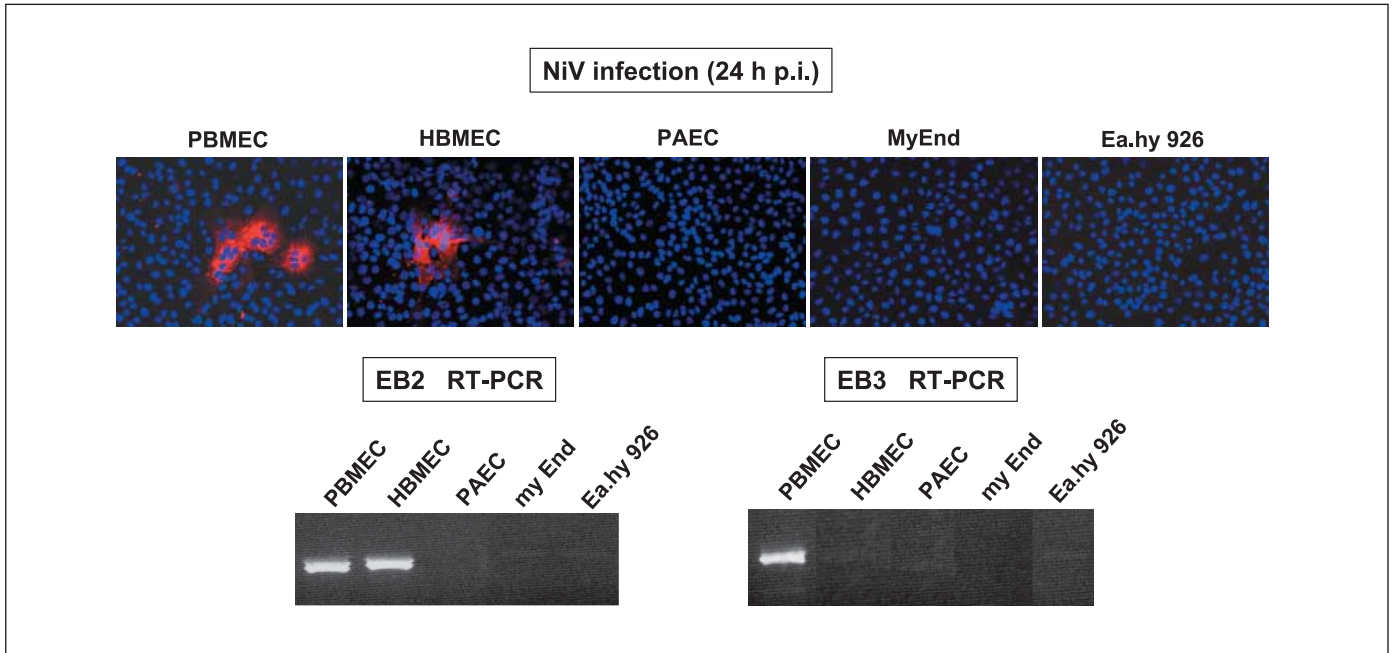 NiV infection (24 h p.i.)
PBMEC HBMEC PAEC MyEnd Ea.hy 926
EB2 RT-PCR EB3 RT-PCR
PBMEC HBMEC PAEC my End Ea.hy 926 PBMEC HBMEC PAEC my End Ea.hy 926